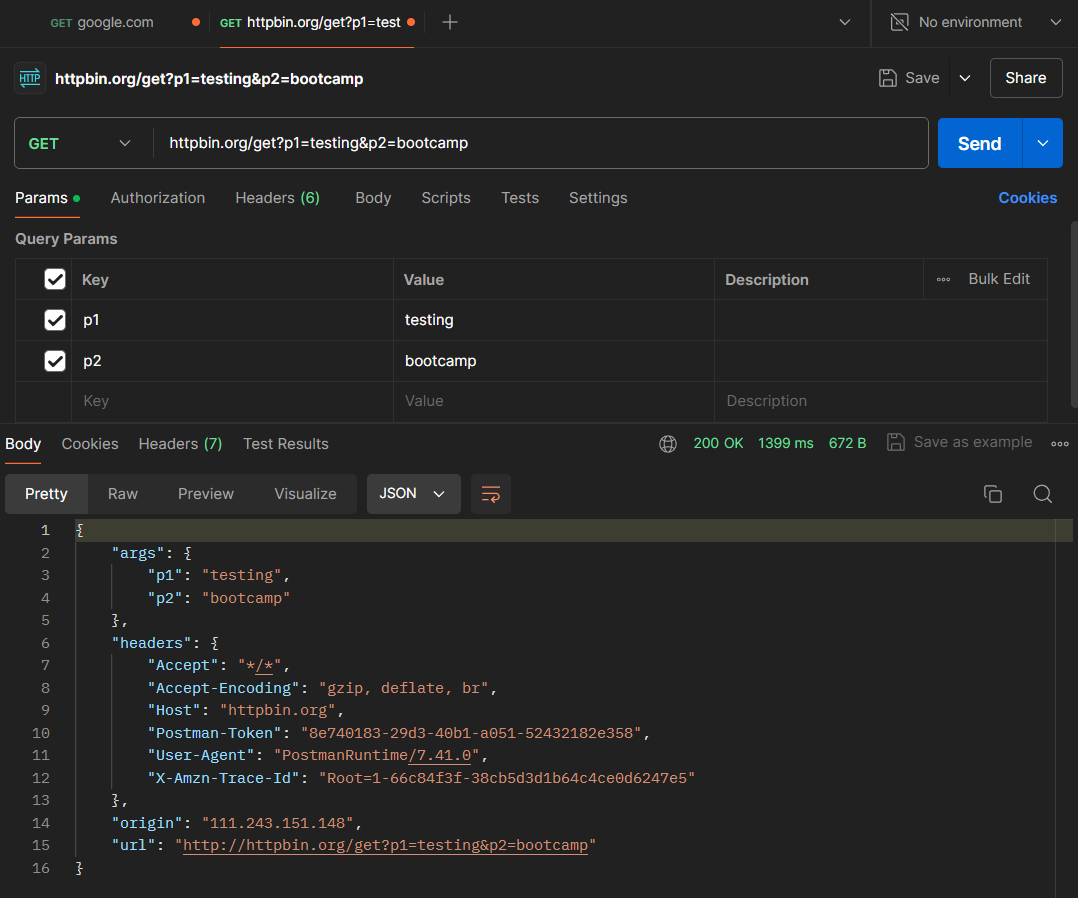 GET google.com GET httpbin.org/get?p1=test No environment
HTTP httpbin.org/get?p1=testing&p2=bootcamp Save Share
GET httpbin.org/get?p1=testing&p2=bootcamp Send
Params Authorization Headers (6) Body Scripts Tests Settings Cookies
Query Params
Key Value Description Bulk Edit
p1 testing
p2 bootcamp
Key Value Description
Body Cookies Headers (7) Test Results 200 OK 1399 ms 672 B Save as example
Pretty Raw Preview Visualize JSON
1 {
2 "args": {
3 "p1": "testing",
4 "p2": "bootcamp"
5 },
6 "headers": {
7 "Accept": "*/*",
8 "Accept-Encoding": "gzip, deflate, br",
9 "Host": "httpbin.org",
10 "Postman-Token": "8e740183-29d3-40b1-a051-52432182e358",
11 "User-Agent": "PostmanRuntime/7.41.0",
12 "X-Amzn-Trace-Id": "Root=1-66c84f3f-38cb5d3d1b64c4ce0d6247e5"
13 },
14 "origin": "111.243.151.148",
15 "url": "http://httpbin.org/get?p1=testing&p2=bootcamp"
16 }